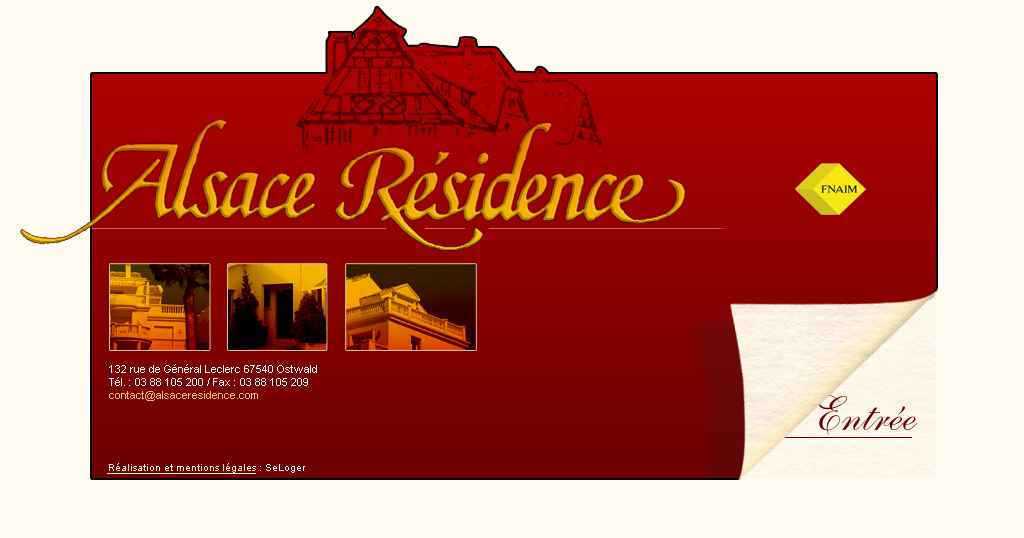 Alsace Résidence
FNAIM
132 rue de Général Leclerc 67540 Ostwald
Tél. : 03 88 105 200 / Fax : 03 88 105 209
contact@alsaceresidence.com
Entrée
Réalisation et mentions légales : SeLoger